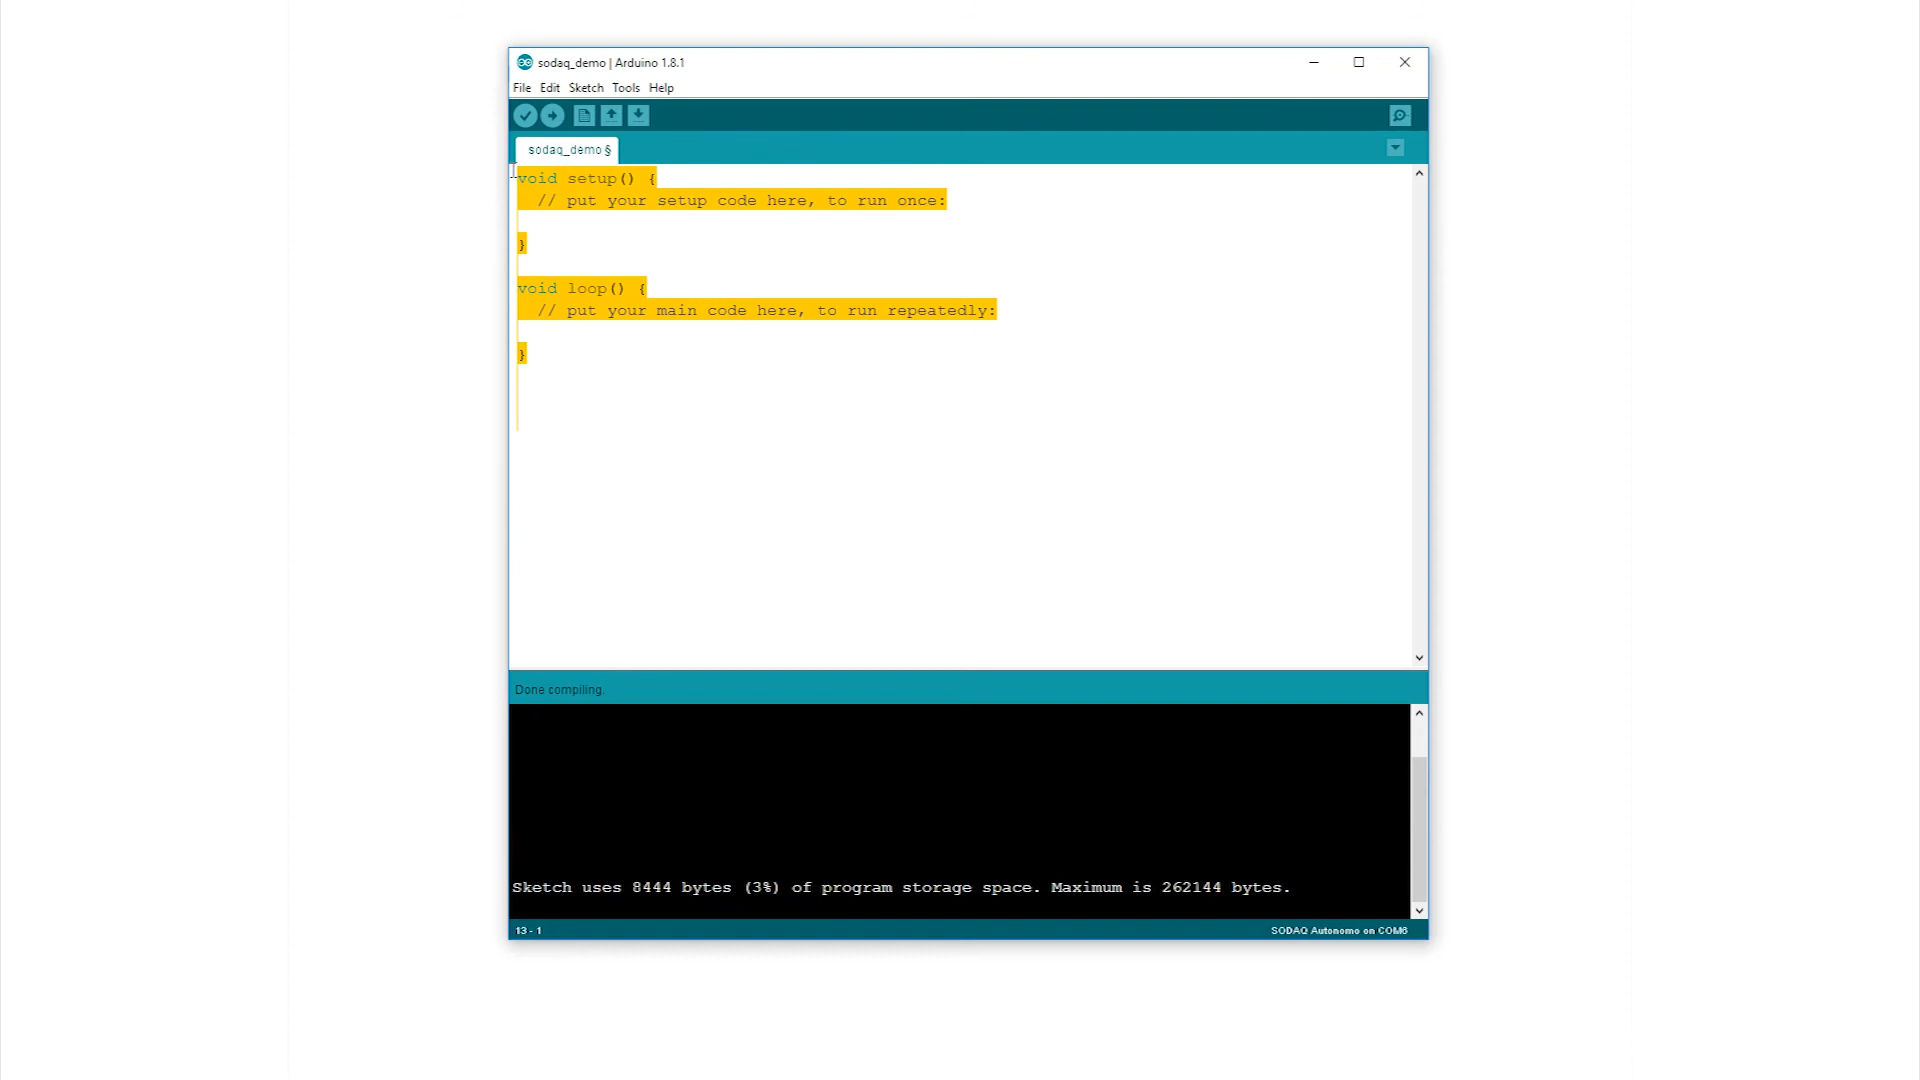 sodaq_demo | Arduino 1.8.1
File Edit Sketch Tools Help
sodaq_demo §
void setup() {
  // put your setup code here, to run once:
}
void loop() {
  // put your main code here, to run repeatedly:
}
Done compiling.
Sketch uses 8444 bytes (3%) of program storage space. Maximum is 262144 bytes.
13 - 1 SODAQ Autonomo on COM6